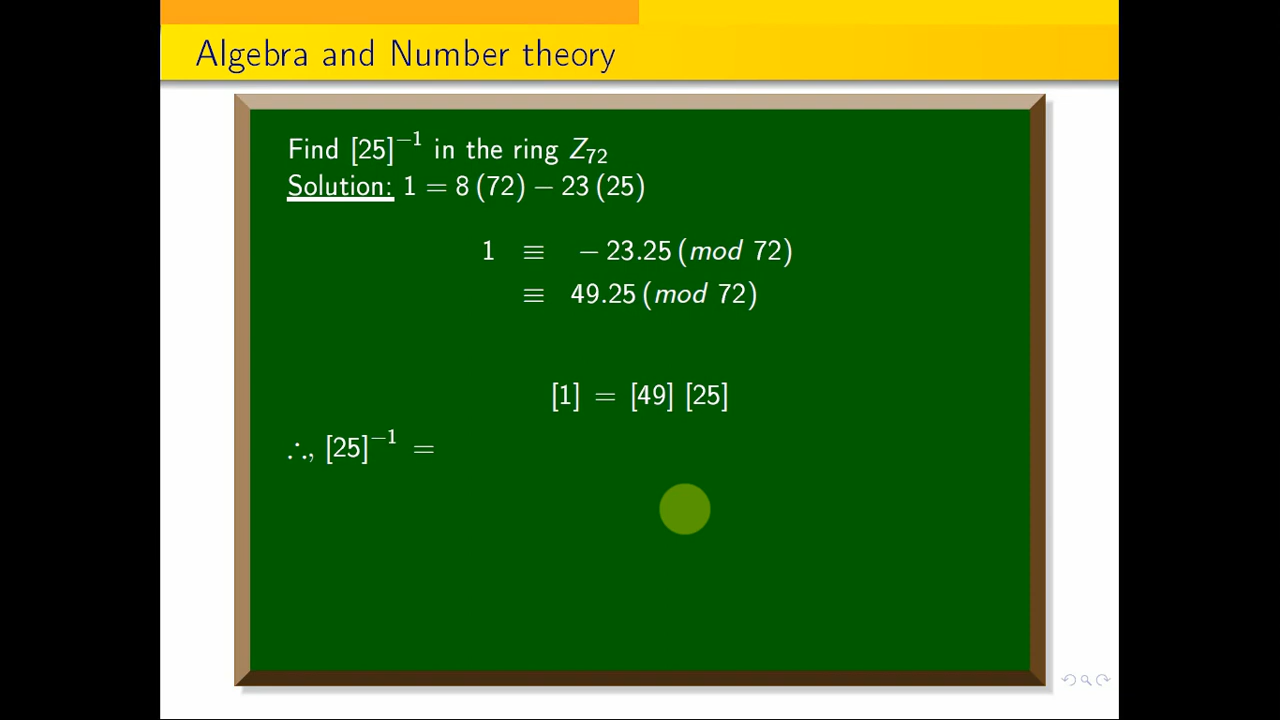 Algebra and Number theory
Find [25]⁻¹ in the ring Z₇₂
Solution: 1 = 8 (72) − 23 (25)
1 ≡ − 23.25 (mod 72)
≡ 49.25 (mod 72)
[1] = [49] [25]
∴, [25]⁻¹ =